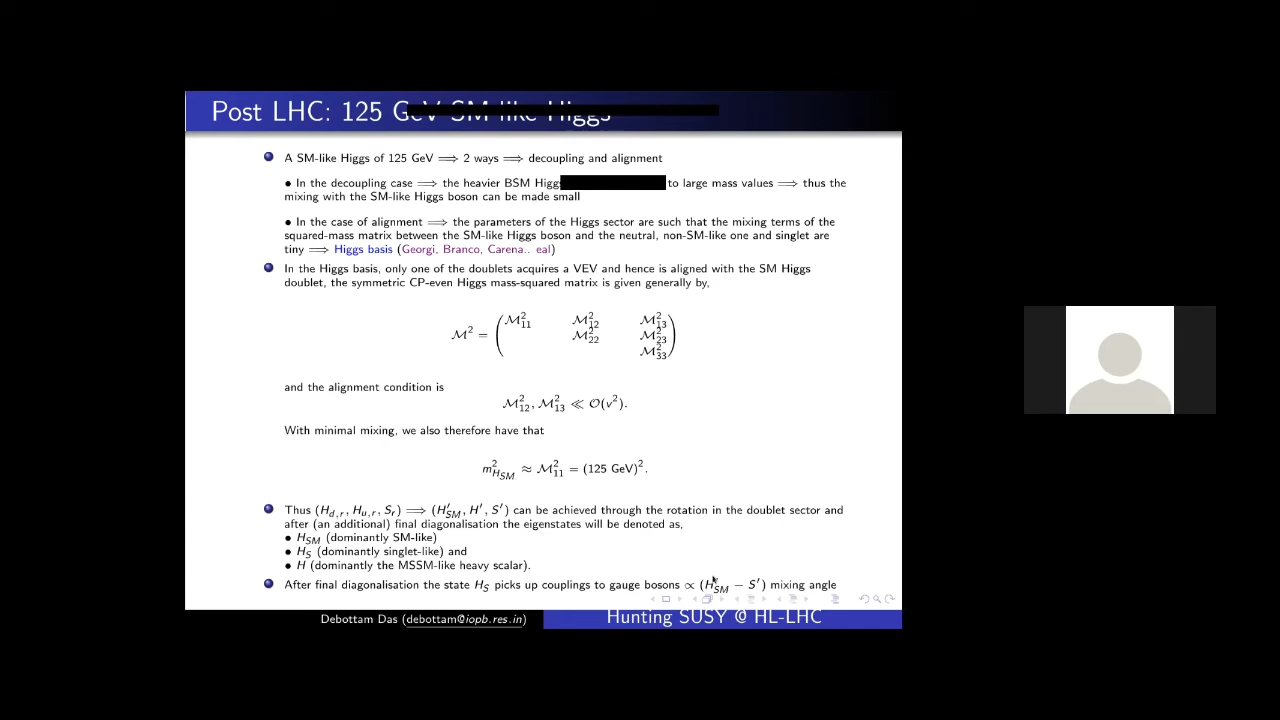 Post LHC: 125 GeV SM-like Higgs
A SM-like Higgs of 125 GeV ⟹ 2 ways ⟹ decoupling and alignment
• In the decoupling case ⟹ the heavier BSM Higgs to large mass values ⟹ thus the
mixing with the SM-like Higgs boson can be made small
• In the case of alignment ⟹ the parameters of the Higgs sector are such that the mixing terms of the
squared-mass matrix between the SM-like Higgs boson and the neutral, non-SM-like one and singlet are
tiny ⟹ Higgs basis (Georgi, Branco, Carena.. eal)
In the Higgs basis, only one of the doublets acquires a VEV and hence is aligned with the SM Higgs
doublet, the symmetric CP-even Higgs mass-squared matrix is given generally by,
M² = ( M²₁₁ M²₁₂ M²₁₃
M²₂₂ M²₂₃
M²₃₃ )
and the alignment condition is
M²₁₂, M²₁₃ ≪ O(v²).
With minimal mixing, we also therefore have that
m²_{H_{SM}} ≈ M²₁₁ = (125 GeV)².
Thus (H_{d,r}, H_{u,r}, S_r) ⟹ (H'_{SM}, H', S') can be achieved through the rotation in the doublet sector and
after (an additional) final diagonalisation the eigenstates will be denoted as,
• H_{SM} (dominantly SM-like)
• H_S (dominantly singlet-like) and
• H (dominantly the MSSM-like heavy scalar).
After final diagonalisation the state H_S picks up couplings to gauge bosons ∝ (H'_{SM} − S') mixing angle
Debottam Das (debottam@iopb.res.in)
Hunting SUSY @ HL-LHC